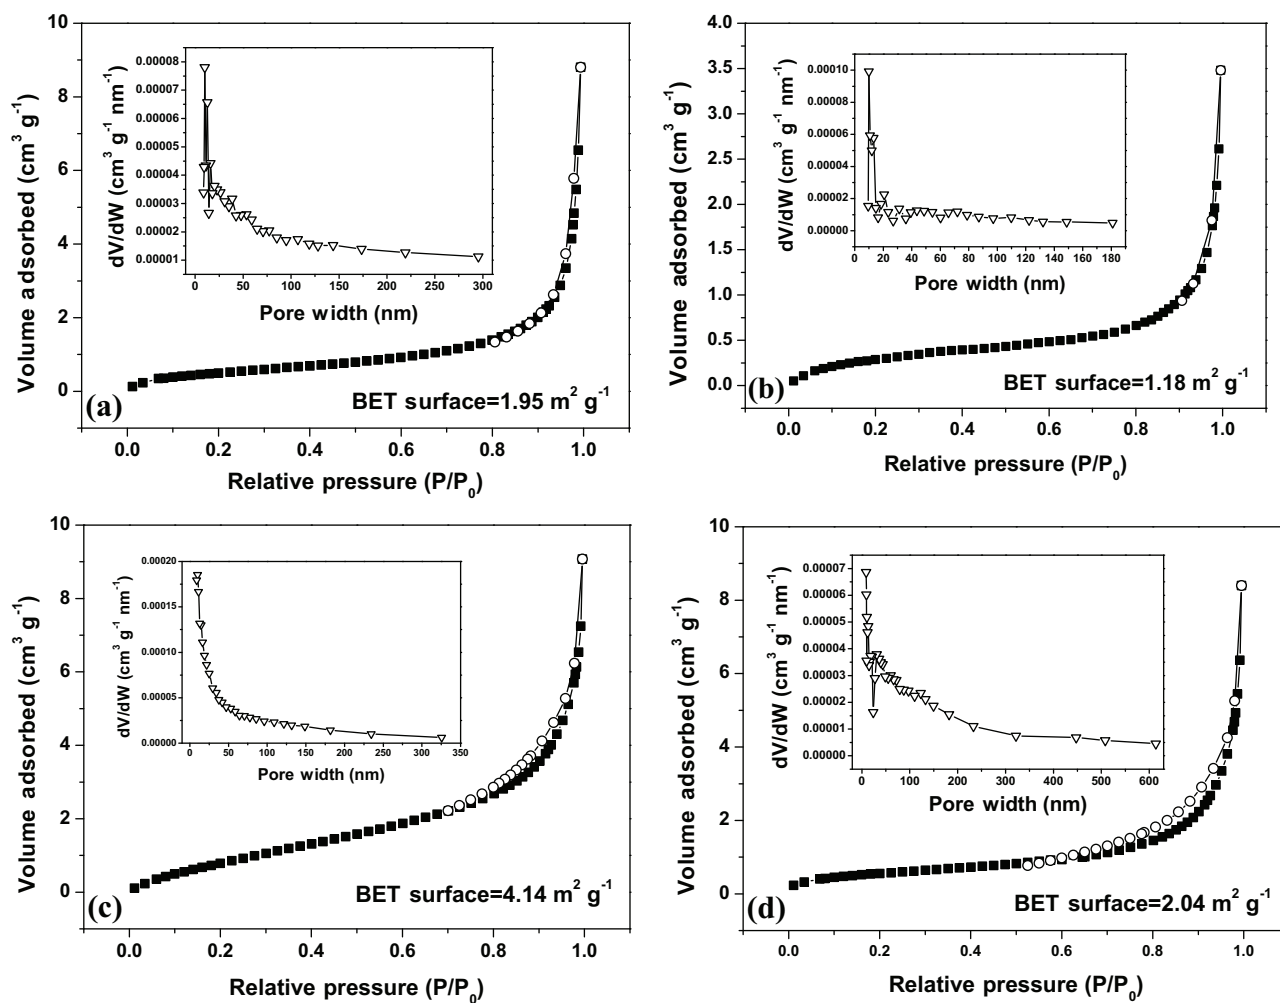 10
8
6
4
2
0
Volume adsorbed (cm³ g⁻¹)
0.00008
0.00007
0.00006
0.00005
0.00004
0.00003
0.00002
0.00001
dV/dW (cm³ g⁻¹ nm⁻¹)
0 50 100 150 200 250 300
Pore width (nm)
(a)
BET surface=1.95 m² g⁻¹
0.0 0.2 0.4 0.6 0.8 1.0
Relative pressure (P/P₀)
4.0
3.5
3.0
2.5
2.0
1.5
1.0
0.5
0.0
Volume adsorbed (cm³ g⁻¹)
0.00010
0.00008
0.00006
0.00004
0.00002
0.00000
dV/dW (cm³ g⁻¹ nm⁻¹)
0 20 40 60 80 100 120 140 160 180
Pore width (nm)
(b)
BET surface=1.18 m² g⁻¹
0.0 0.2 0.4 0.6 0.8 1.0
Relative pressure (P/P₀)
10
8
6
4
2
0
Volume adsorbed (cm³ g⁻¹)
0.00020
0.00015
0.00010
0.00005
0.00000
dV/dW (cm³ g⁻¹ nm⁻¹)
0 50 100 150 200 250 300 350
Pore width (nm)
(c)
BET surface=4.14 m² g⁻¹
0.0 0.2 0.4 0.6 0.8 1.0
Relative pressure (P/P₀)
10
8
6
4
2
0
Volume adsorbed (cm³ g⁻¹)
0.00007
0.00006
0.00005
0.00004
0.00003
0.00002
0.00001
0.00000
dV/dW (cm³ g⁻¹ nm⁻¹)
0 100 200 300 400 500 600
Pore width (nm)
(d)
BET surface=2.04 m² g⁻¹
0.0 0.2 0.4 0.6 0.8 1.0
Relative pressure (P/P₀)